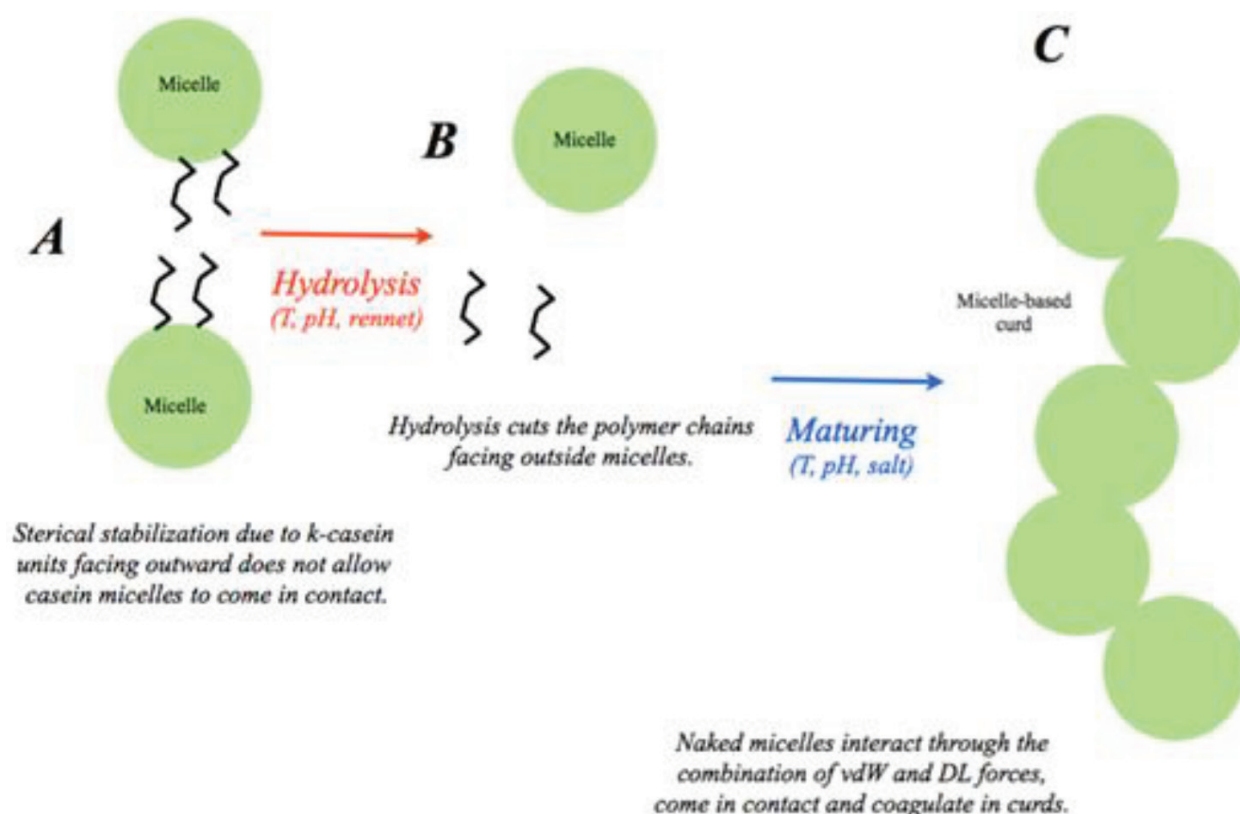 A
Micelle
Micelle
Sterical stabilization due to k-casein
units facing outward does not allow
casein micelles to come in contact.
Hydrolysis
(T, pH, rennet)
B
Micelle
Hydrolysis cuts the polymer chains
facing outside micelles.
Maturing
(T, pH, salt)
C
Micelle-based
curd
Naked micelles interact through the
combination of vdW and DL forces,
come in contact and coagulate in curds.